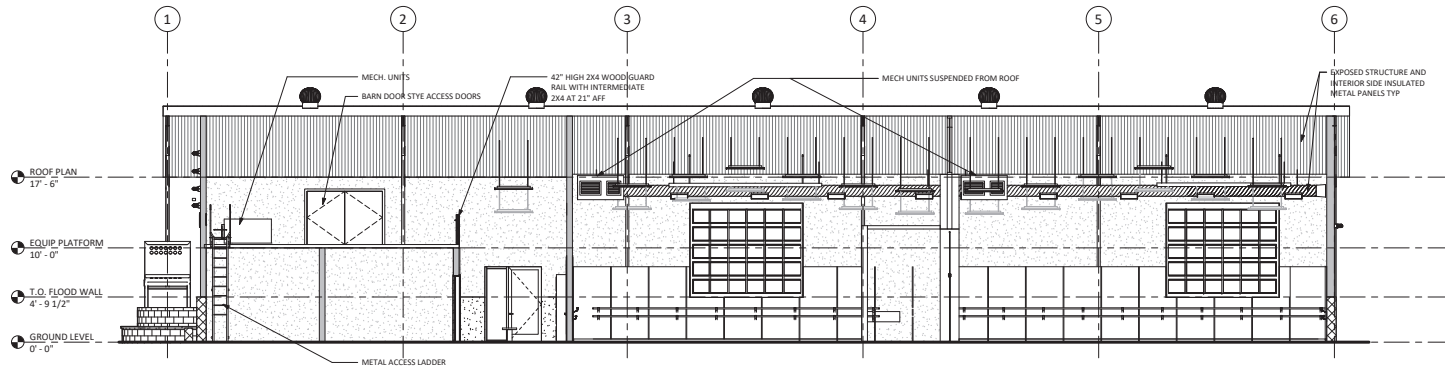 1
2
3
4
5
6
MECH. UNITS
BARN DOOR STYE ACCESS DOORS
42" HIGH 2X4 WOOD GUARD
RAIL WITH INTERMEDIATE
2X4 AT 21" AFF
MECH UNITS SUSPENDED FROM ROOF
EXPOSED STRUCTURE AND
INTERIOR SIDE INSULATED
METAL PANELS TYP
ROOF PLAN
17' - 6"
EQUIP PLATFORM
10' - 0"
T.O. FLOOD WALL
4' - 9 1/2"
GROUND LEVEL
0' - 0"
METAL ACCESS LADDER